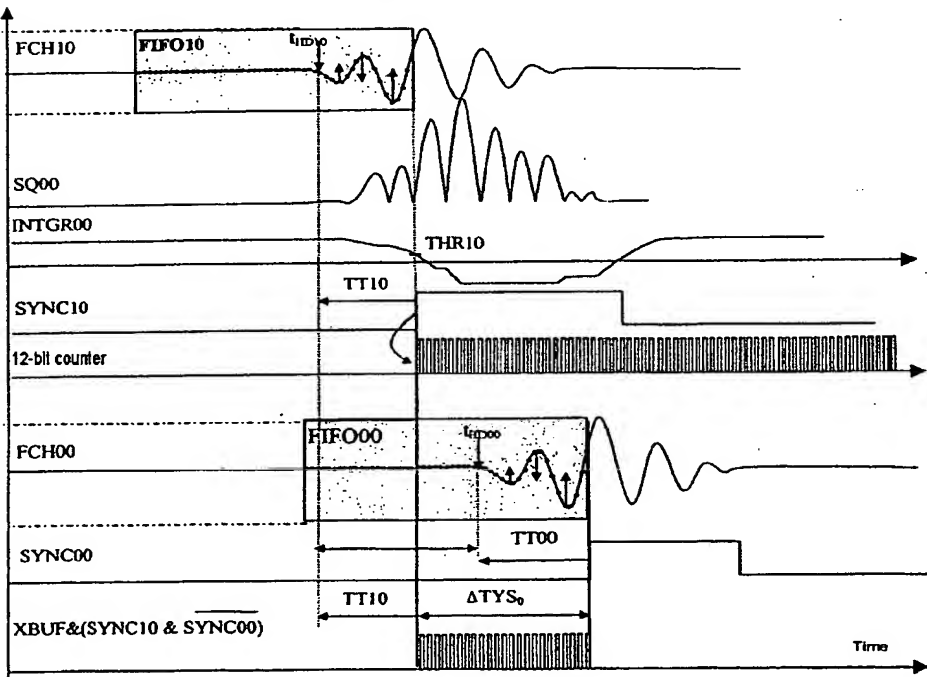 FCH10
FIFO10
SQ00
INTGR00
THR10
TT10
SYNC10
12-bit counter
FIFO00
FCH00
TT00
SYNC00
TT10
ΔTYS₀
XBUF&(SYNC10 & SYNC00)
Time